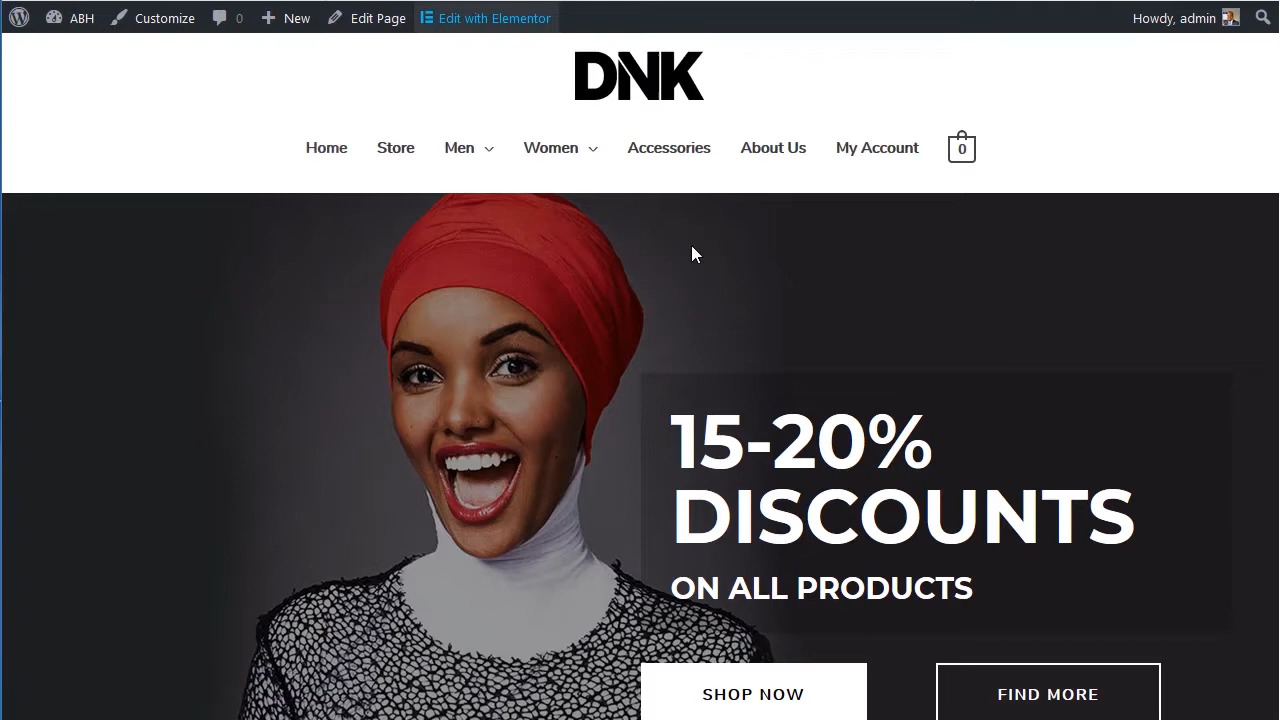 ABH Customize 0 New Edit Page Edit with Elementor Howdy, admin
DNK
Home Store Men Women Accessories About Us My Account 0
15-20%
DISCOUNTS
ON ALL PRODUCTS
SHOP NOW FIND MORE